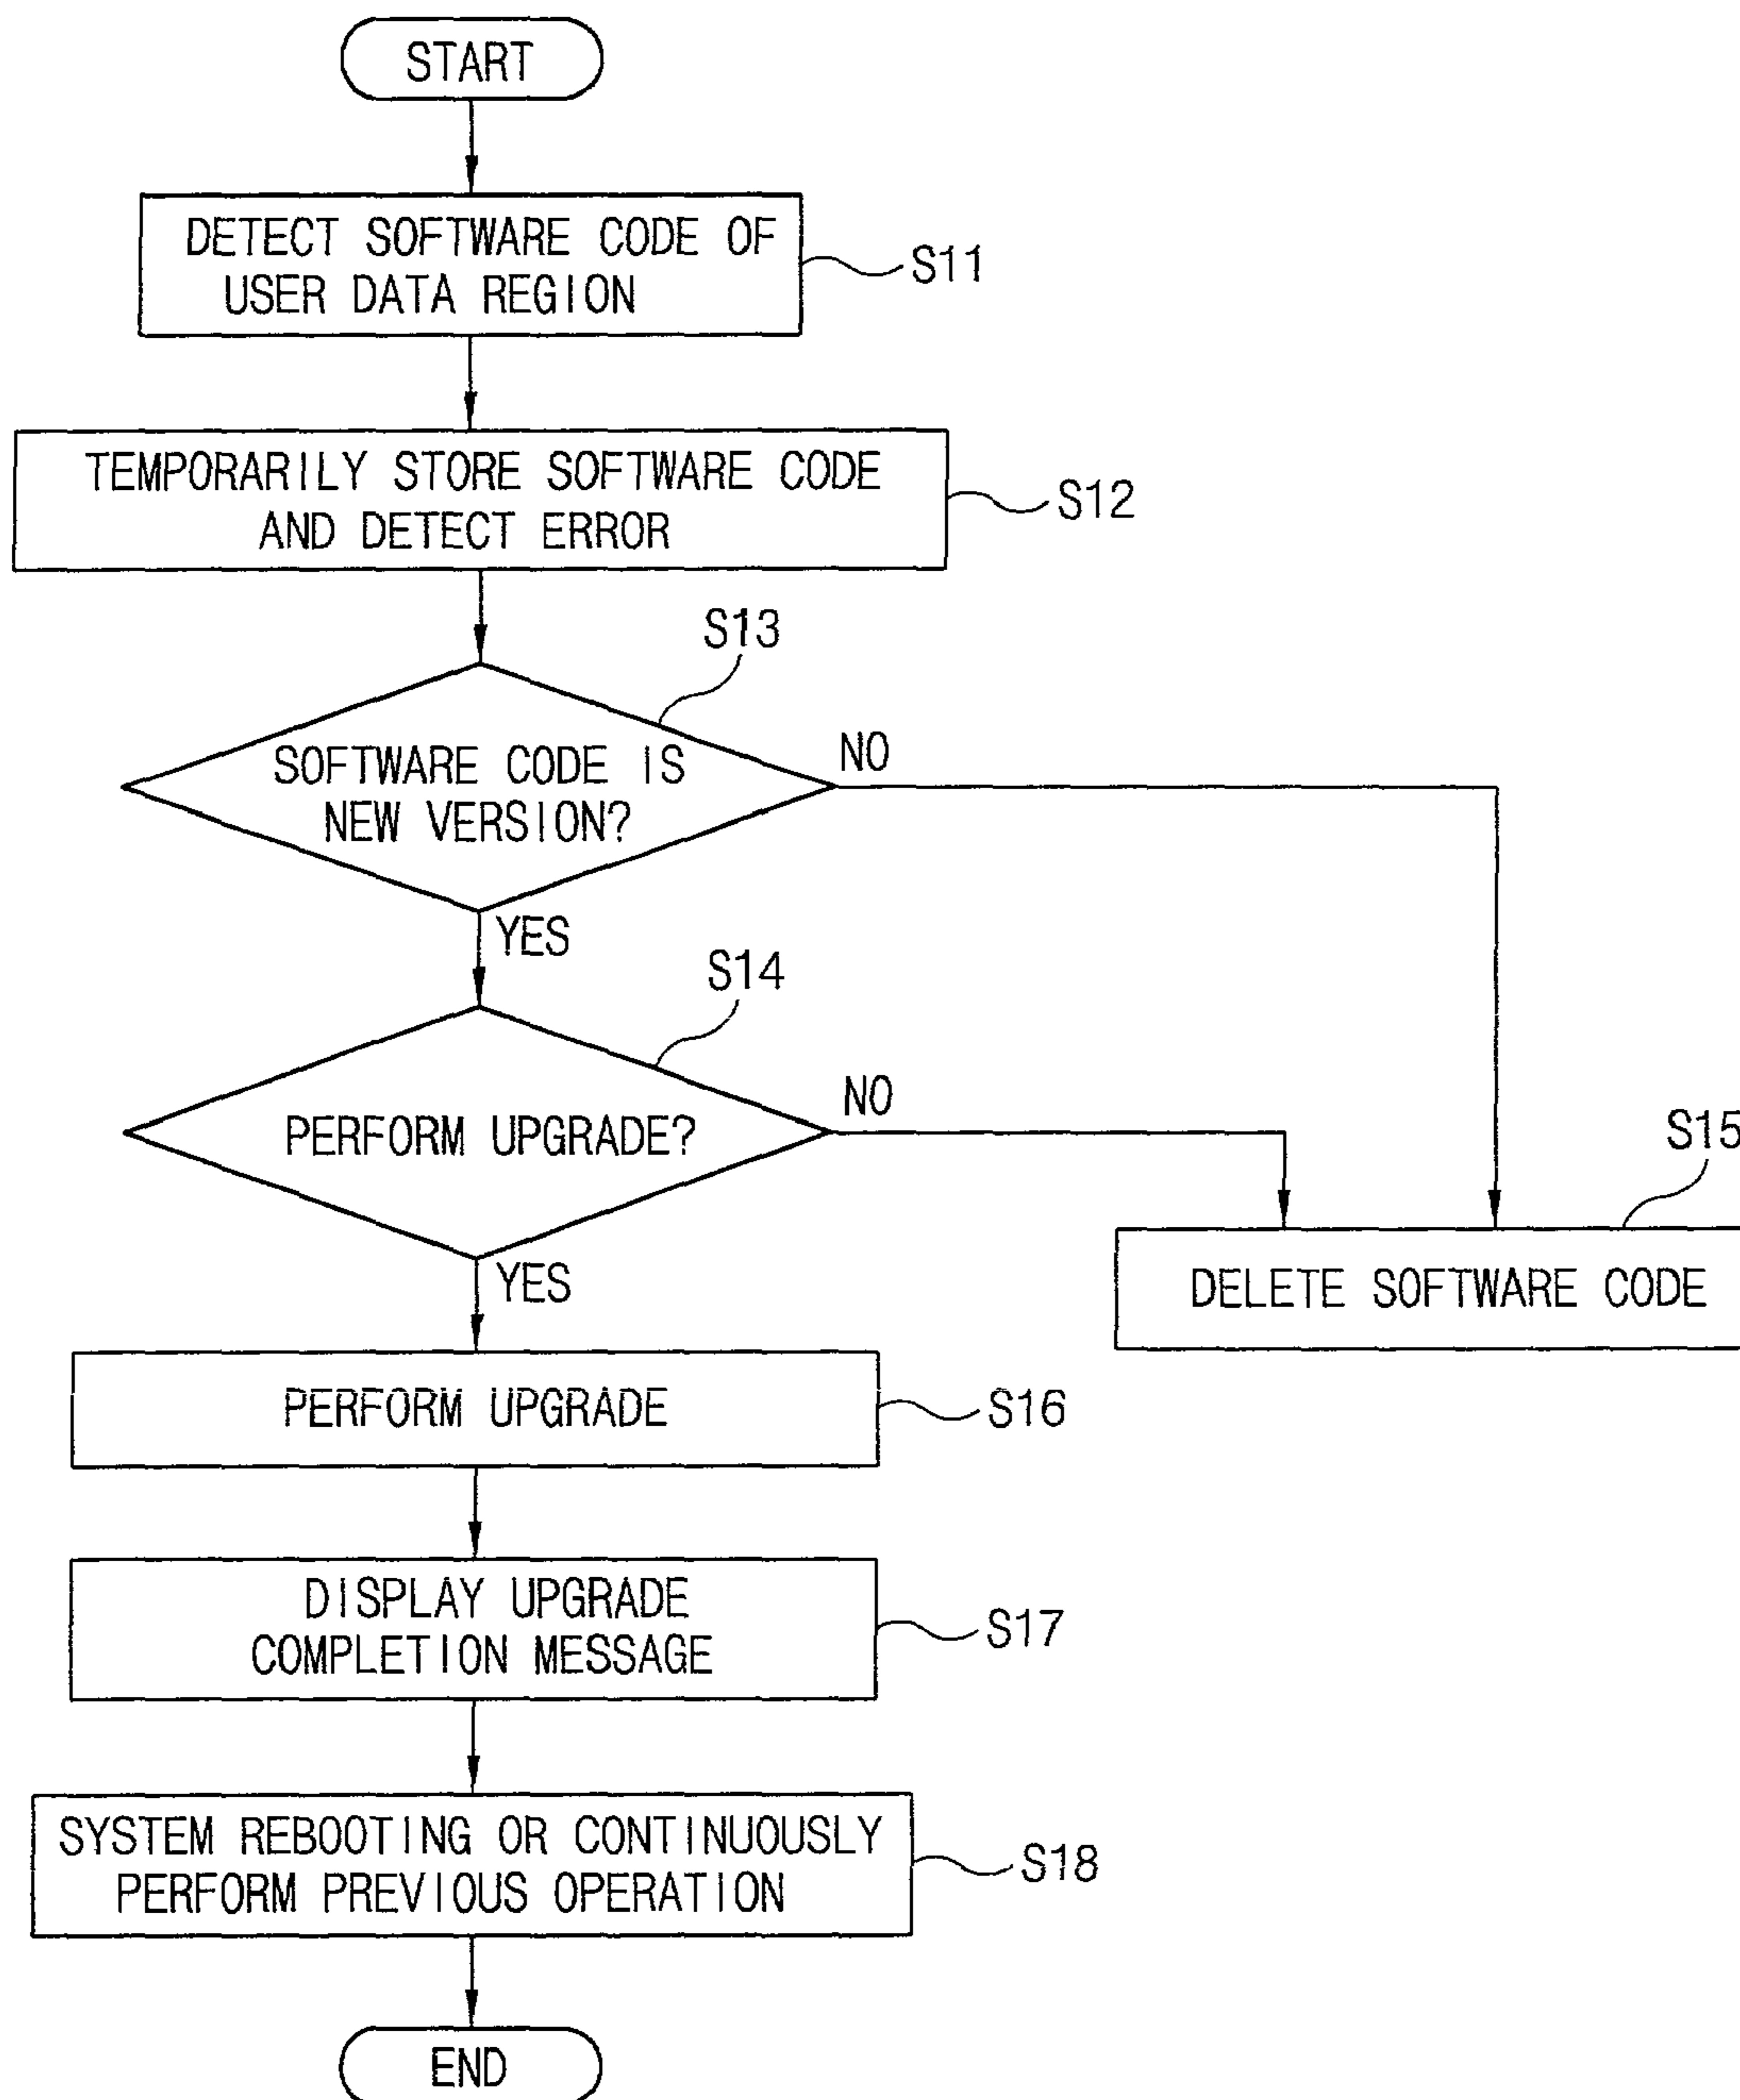 START
DETECT SOFTWARE CODE OF
USER DATA REGION
S11
TEMPORARILY STORE SOFTWARE CODE
AND DETECT ERROR
S12
S13
SOFTWARE CODE IS
NEW VERSION?
NO
YES
S14
PERFORM UPGRADE?
NO
S15
DELETE SOFTWARE CODE
YES
PERFORM UPGRADE
S16
DISPLAY UPGRADE
COMPLETION MESSAGE
S17
SYSTEM REBOOTING OR CONTINUOUSLY
PERFORM PREVIOUS OPERATION
S18
END